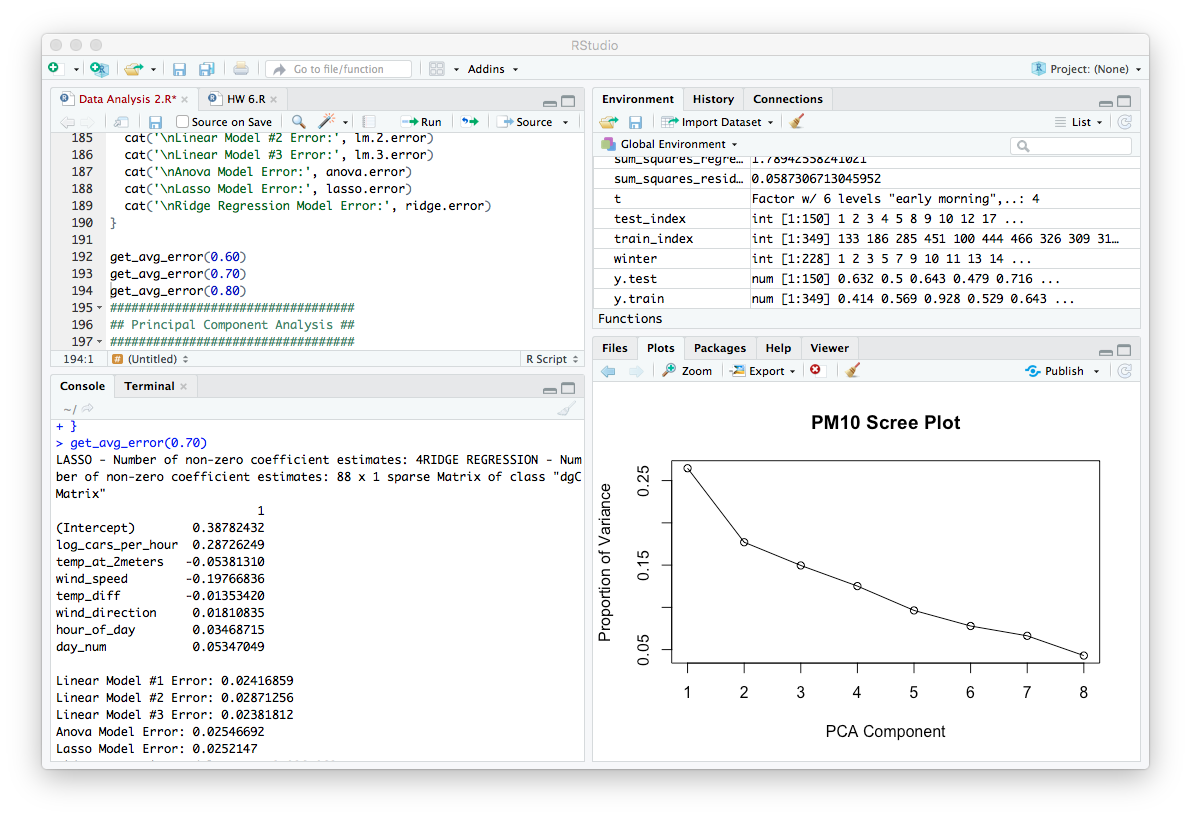 RStudio
Go to file/function
Addins
Project: (None)
Data Analysis 2.R*
HW 6.R
Source on Save
Run
Source
185 cat('\nLinear Model #2 Error:', lm.2.error)
186 cat('\nLinear Model #3 Error:', lm.3.error)
187 cat('\nAnova Model Error:', anova.error)
188 cat('\nLasso Model Error:', lasso.error)
189 cat('\nRidge Regression Model Error:', ridge.error)
190 }
191
192 get_avg_error(0.60)
193 get_avg_error(0.70)
194 get_avg_error(0.80)
195 ##################################
196 ## Principal Component Analysis ##
197 ##################################
194:1 # (Untitled) R Script
Console Terminal
~/
+ }
> get_avg_error(0.70)
LASSO - Number of non-zero coefficient estimates: 4RIDGE REGRESSION - Num
ber of non-zero coefficient estimates: 88 x 1 sparse Matrix of class "dgC
Matrix"
1
(Intercept) 0.38782432
log_cars_per_hour 0.28726249
temp_at_2meters -0.05381310
wind_speed -0.19766836
temp_diff -0.01353420
wind_direction 0.01810835
hour_of_day 0.03468715
day_num 0.05347049
Linear Model #1 Error: 0.02416859
Linear Model #2 Error: 0.02871256
Linear Model #3 Error: 0.02381812
Anova Model Error: 0.02546692
Lasso Model Error: 0.0252147
Environment History Connections
Import Dataset
List
Global Environment
sum_squares_regre… 1.78942558241021
sum_squares_resid… 0.0587306713045952
t Factor w/ 6 levels "early morning",..: 4
test_index int [1:150] 1 2 3 4 5 8 9 10 12 17 ...
train_index int [1:349] 133 186 285 451 100 444 466 326 309 31…
winter int [1:228] 1 2 3 5 7 9 10 11 13 14 ...
y.test num [1:150] 0.632 0.5 0.643 0.479 0.716 ...
y.train num [1:349] 0.414 0.569 0.928 0.529 0.643 ...
Functions
Files Plots Packages Help Viewer
Zoom Export Publish
PM10 Scree Plot
Proportion of Variance
0.25
0.15
0.05
1 2 3 4 5 6 7 8
PCA Component